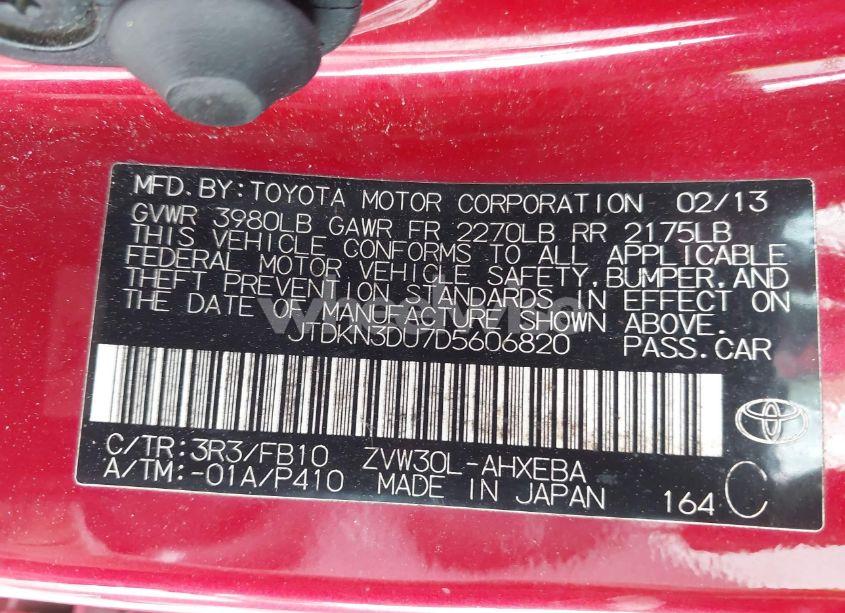 MFD.BY:TOYOTA MOTOR CORPORATION 02/13
GVWR 3980LB GAWR FR 2270LB RR 2175LB
THIS VEHICLE CONFORMS TO ALL APPLICABLE
FEDERAL MOTOR VEHICLE SAFETY,BUMPER,AND
THEFT PREVENTION STANDARDS IN EFFECT ON
THE DATE OF MANUFACTURE SHOWN ABOVE.
JTDKN3DU7D5606820 PASS.CAR
C/TR:3R3/FB10 ZVW30L-AHXEBA
A/TM:-01A/P410 MADE IN JAPAN 164 C